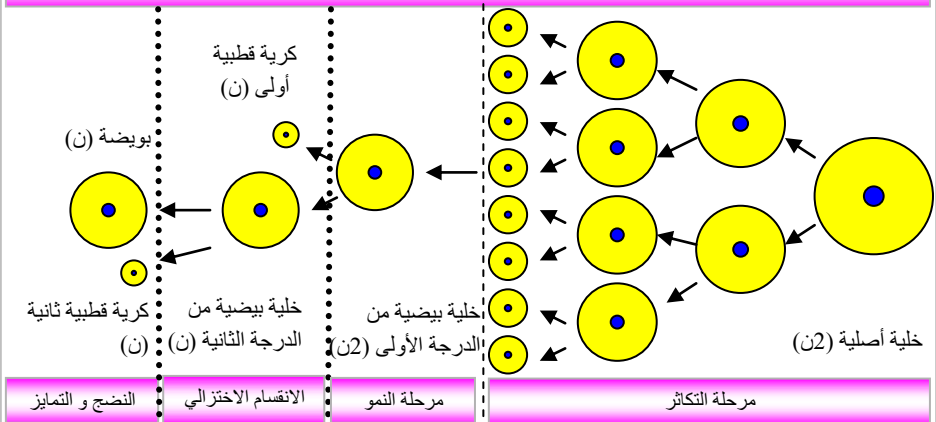 كرية قطبية
أولى (ن)
بويضة (ن)
خلية أصلية (2ن)
خلية بيضية من
الدرجة الأولى (2ن)
خلية بيضية من
الدرجة الثانية (ن)
كرية قطبية ثانية
(ن)
مرحلة التكاثر
مرحلة النمو
الانقسام الاختزالي
النضج و التمايز